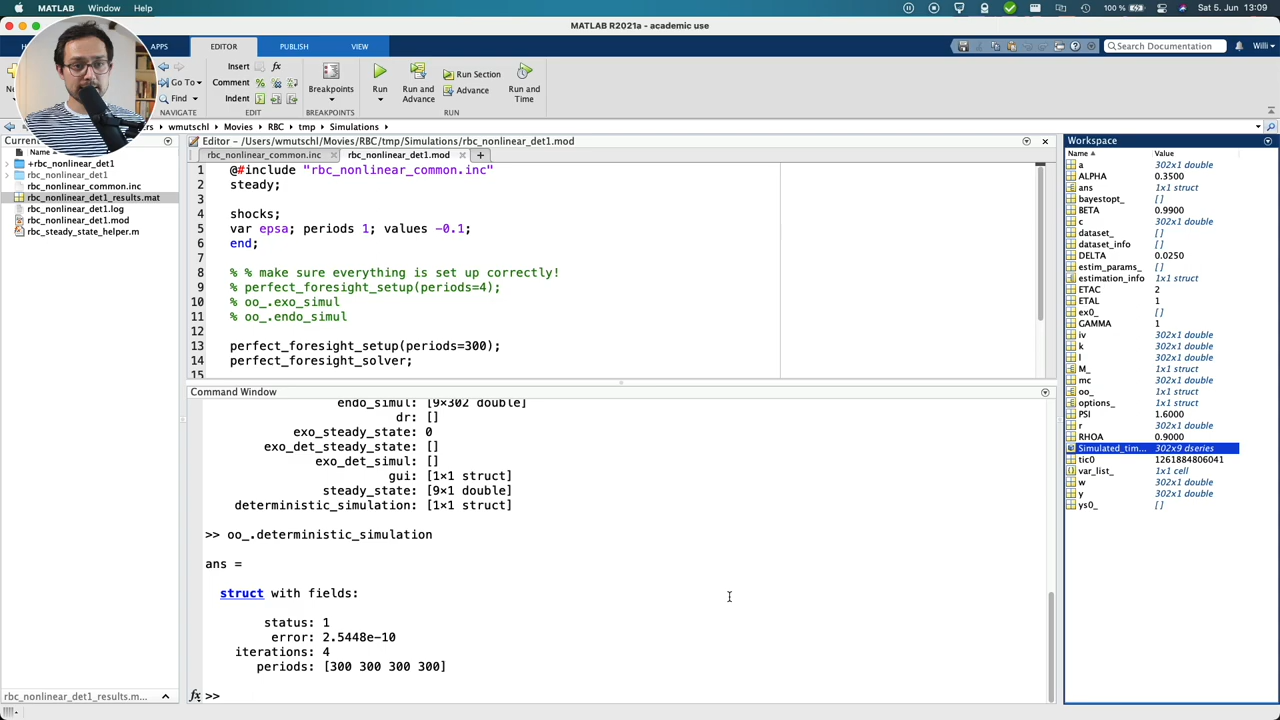 MATLAB Window Help
100 % Sat 5. Jun 13:09
MATLAB R2021a - academic use
APPS EDITOR PUBLISH VIEW
Search Documentation Willi
Insert fx
Go To Comment Breakpoints Run Run and Advance Run Section Run and Time
Find Indent Advance
NAVIGATE EDIT BREAKPOINTS RUN
wmutschl Movies RBC tmp Simulations
Editor - /Users/wmutschl/Movies/RBC/tmp/Simulations/rbc_nonlinear_det1.mod
rbc_nonlinear_common.inc rbc_nonlinear_det1.mod
Name
+rbc_nonlinear_det1
rbc_nonlinear_det1
rbc_nonlinear_common.inc
rbc_nonlinear_det1_results.mat
rbc_nonlinear_det1.log
rbc_nonlinear_det1.mod
rbc_steady_state_helper.m
rbc_nonlinear_det1_results.m...
1 @#include "rbc_nonlinear_common.inc"
2 steady;
3
4 shocks;
5 var epsa; periods 1; values -0.1;
6 end;
7
8 % % make sure everything is set up correctly!
9 % perfect_foresight_setup(periods=4);
10 % oo_.exo_simul
11 % oo_.endo_simul
12
13 perfect_foresight_setup(periods=300);
14 perfect_foresight_solver;
15
Command Window
endo_simul: [9×302 double]
dr: []
exo_steady_state: 0
exo_det_steady_state: []
exo_det_simul: []
gui: [1×1 struct]
steady_state: [9×1 double]
deterministic_simulation: [1×1 struct]
>> oo_.deterministic_simulation
ans =
struct with fields:
status: 1
error: 2.5448e-10
iterations: 4
periods: [300 300 300 300]
fx >>
Workspace
Name Value
a 302x1 double
ALPHA 0.3500
ans 1x1 struct
bayestopt_ []
BETA 0.9900
c 302x1 double
dataset_ []
dataset_info []
DELTA 0.0250
estim_params_ []
estimation_info 1x1 struct
ETAC 2
ETAL 1
ex0_ []
GAMMA 1
iv 302x1 double
k 302x1 double
l 302x1 double
M_ 1x1 struct
mc 302x1 double
oo_ 1x1 struct
options_ 1x1 struct
PSI 1.6000
r 302x1 double
RHOA 0.9000
Simulated_tim... 302x9 dseries
tic0 1261884806041
var_list_ 1x1 cell
w 302x1 double
y 302x1 double
ys0_ []